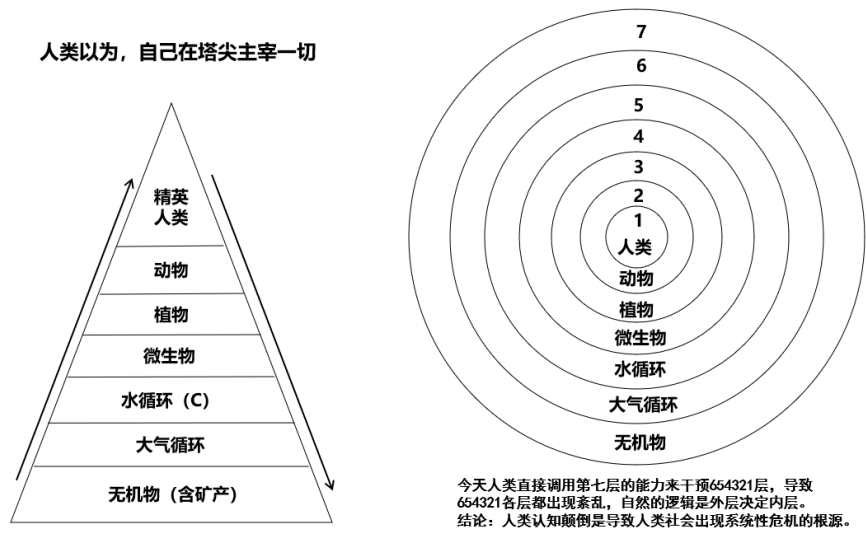 人类以为，自己在塔尖主宰一切
精英
人类
动物
植物
微生物
水循环（C）
大气循环
无机物（含矿产）
7
6
5
4
3
2
1
人类
动物
植物
微生物
水循环
大气循环
无机物
今天人类直接调用第七层的能力来干预654321层，导致
654321各层都出现紊乱，自然的逻辑是外层决定内层。
结论：人类认知颠倒是导致人类社会出现系统性危机的根源。